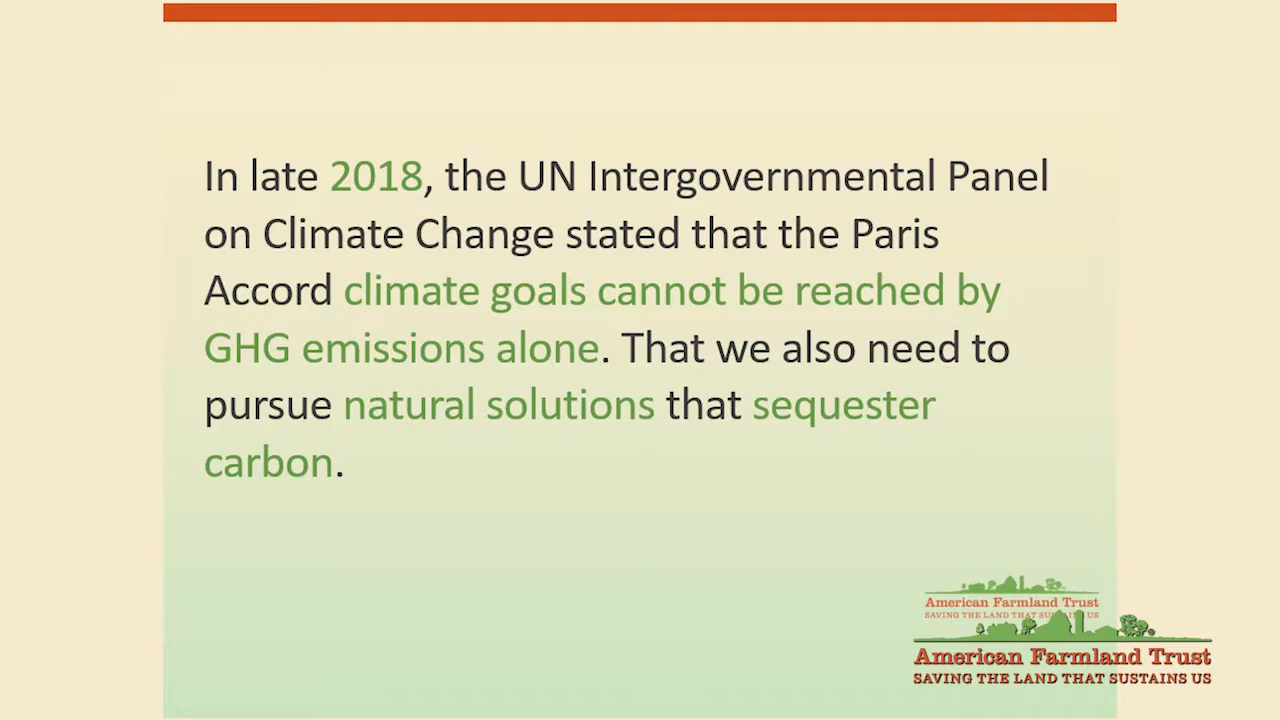 In late 2018, the UN Intergovernmental Panel
on Climate Change stated that the Paris
Accord climate goals cannot be reached by
GHG emissions alone. That we also need to
pursue natural solutions that sequester
carbon.
American Farmland Trust
SAVING THE LAND THAT SUSTAINS US
American Farmland Trust
SAVING THE LAND THAT SUSTAINS US